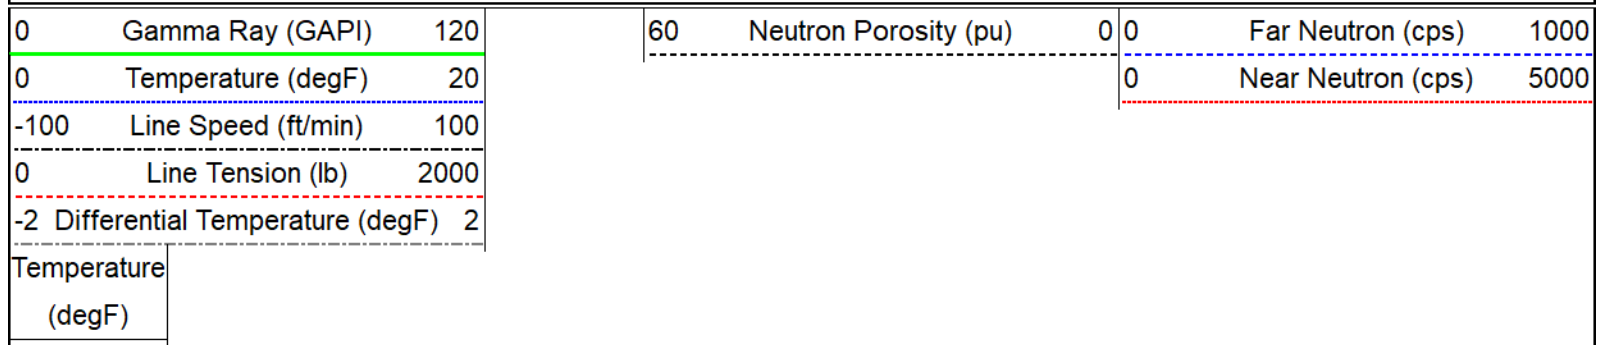 0 Gamma Ray (GAPI) 120 60 Neutron Porosity (pu) 0 0 Far Neutron (cps) 1000
0 Temperature (degF) 20 0 Near Neutron (cps) 5000
-100 Line Speed (ft/min) 100
0 Line Tension (lb) 2000
-2 Differential Temperature (degF) 2
Temperature
(degF)